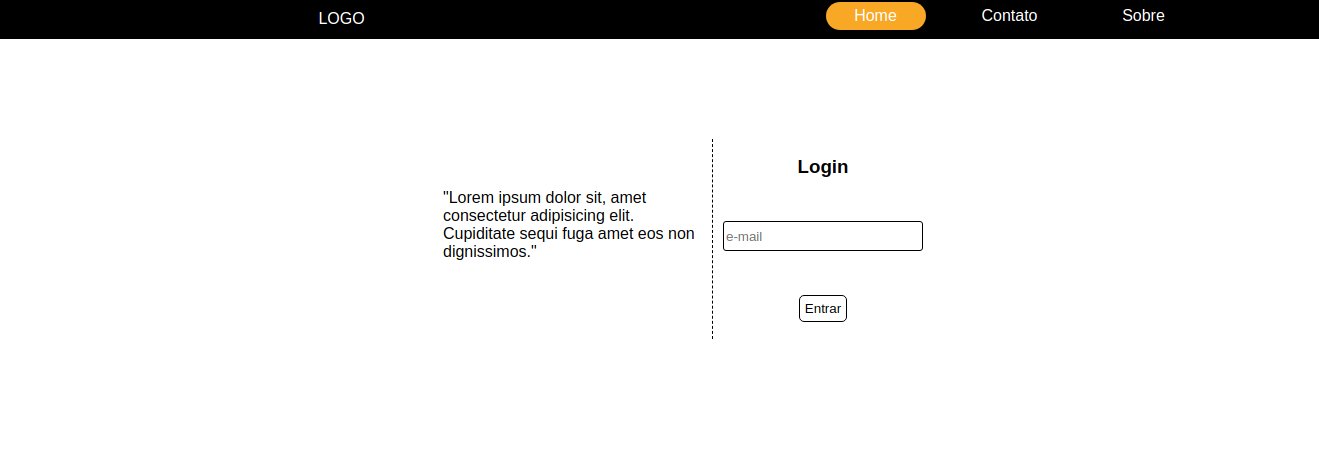 LOGO Home Contato Sobre
Login
"Lorem ipsum dolor sit, amet
consectetur adipisicing elit.
Cupiditate sequi fuga amet eos non
dignissimos."
e-mail
Entrar